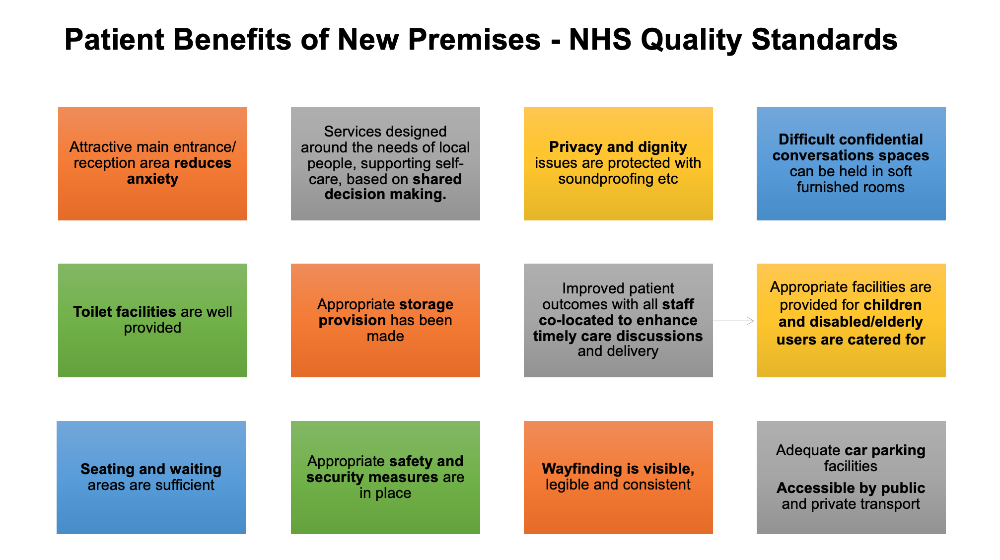 Patient Benefits of New Premises - NHS Quality Standards
Attractive main entrance/
reception area reduces
anxiety
Services designed
around the needs of local
people, supporting self-
care, based on shared
decision making.
Privacy and dignity
issues are protected with
soundproofing etc
Difficult confidential
conversations spaces
can be held in soft
furnished rooms
Toilet facilities are well
provided
Appropriate storage
provision has been
made
Improved patient
outcomes with all staff
co-located to enhance
timely care discussions
and delivery
Appropriate facilities are
provided for children
and disabled/elderly
users are catered for
Seating and waiting
areas are sufficient
Appropriate safety and
security measures are
in place
Wayfinding is visible,
legible and consistent
Adequate car parking
facilities
Accessible by public
and private transport